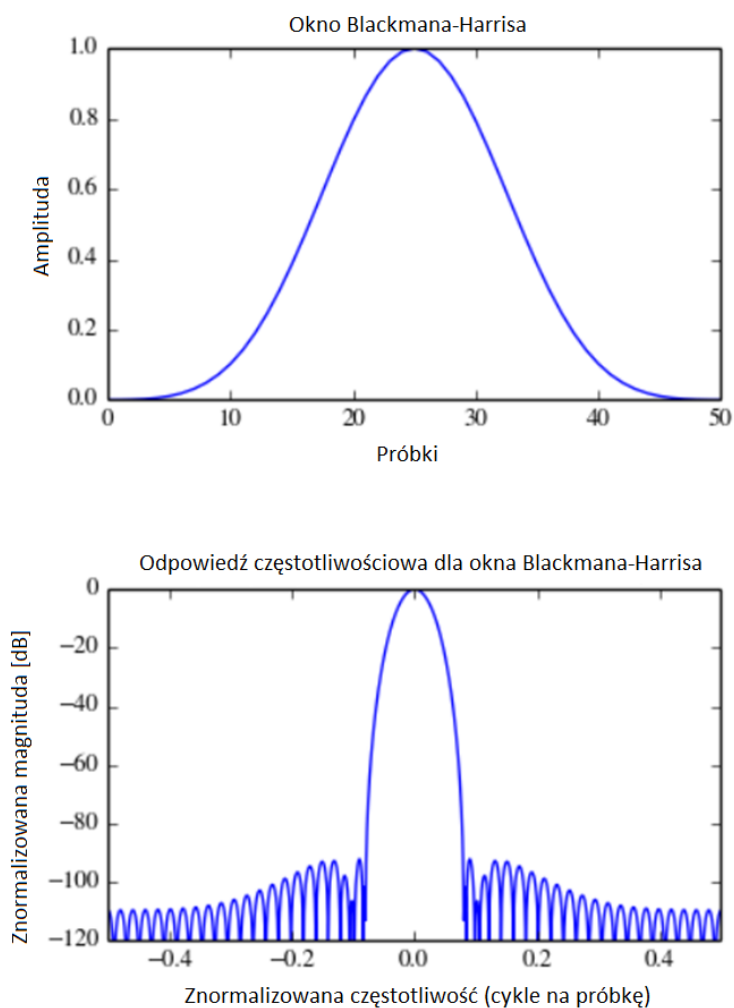 Okno Blackmana-Harrisa
1.0
0.8
0.6
0.4
0.2
0.0
Amplituda
0 10 20 30 40 50
Próbki
Odpowiedź częstotliwościowa dla okna Blackmana-Harrisa
0
−20
−40
−60
−80
−100
−120
Znormalizowana magnituda [dB]
−0.4 −0.2 0.0 0.2 0.4
Znormalizowana częstotliwość (cykle na próbkę)